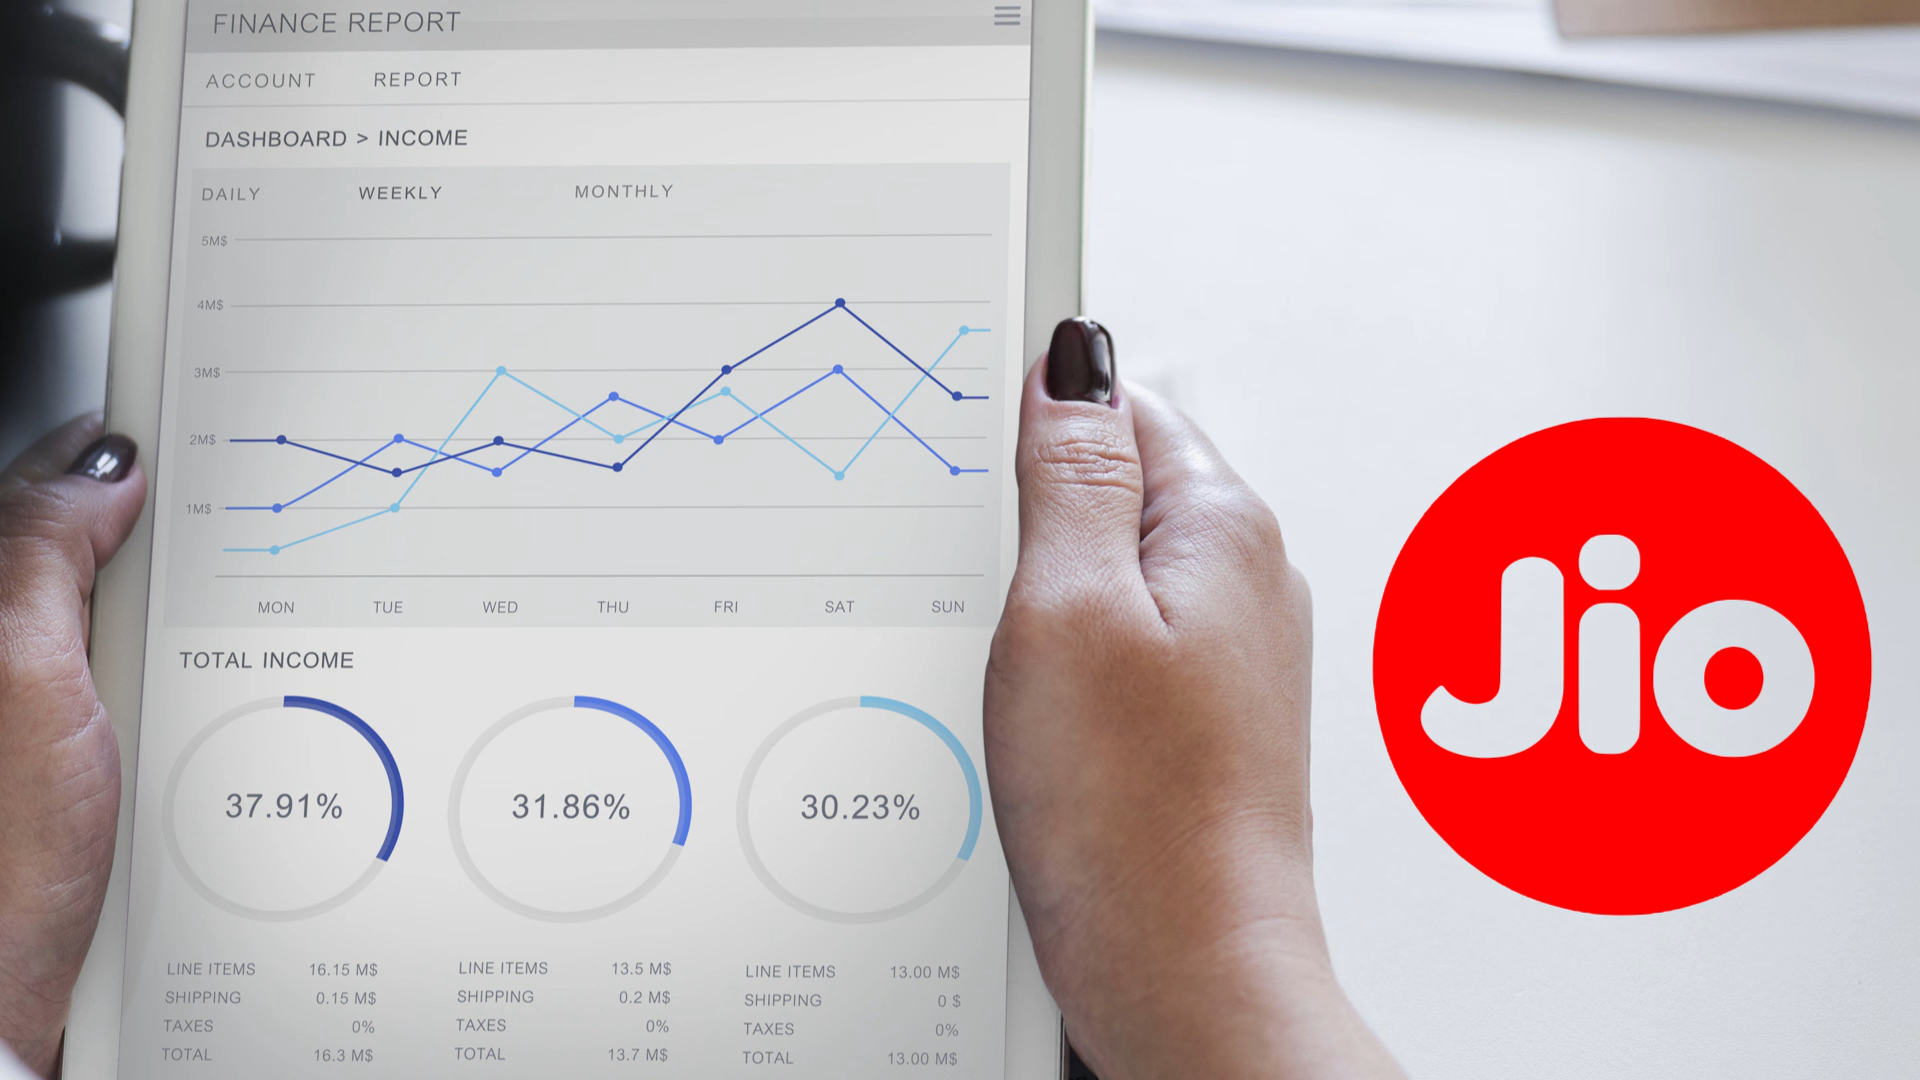 FINANCE REPORT
ACCOUNT REPORT
DASHBOARD > INCOME
DAILY WEEKLY MONTHLY
5M$
4M$
3M$
2M$
1M$
MON TUE WED THU FRI SAT SUN
TOTAL INCOME
37.91% 31.86% 30.23%
LINE ITEMS 16.15 M$
SHIPPING 0.15 M$
TAXES 0%
TOTAL 16.3 M$
LINE ITEMS 13.5 M$
SHIPPING 0.2 M$
TAXES 0%
TOTAL 13.7 M$
LINE ITEMS 13.00 M$
SHIPPING 0 $
TAXES 0%
TOTAL 13.00 M$
Jio